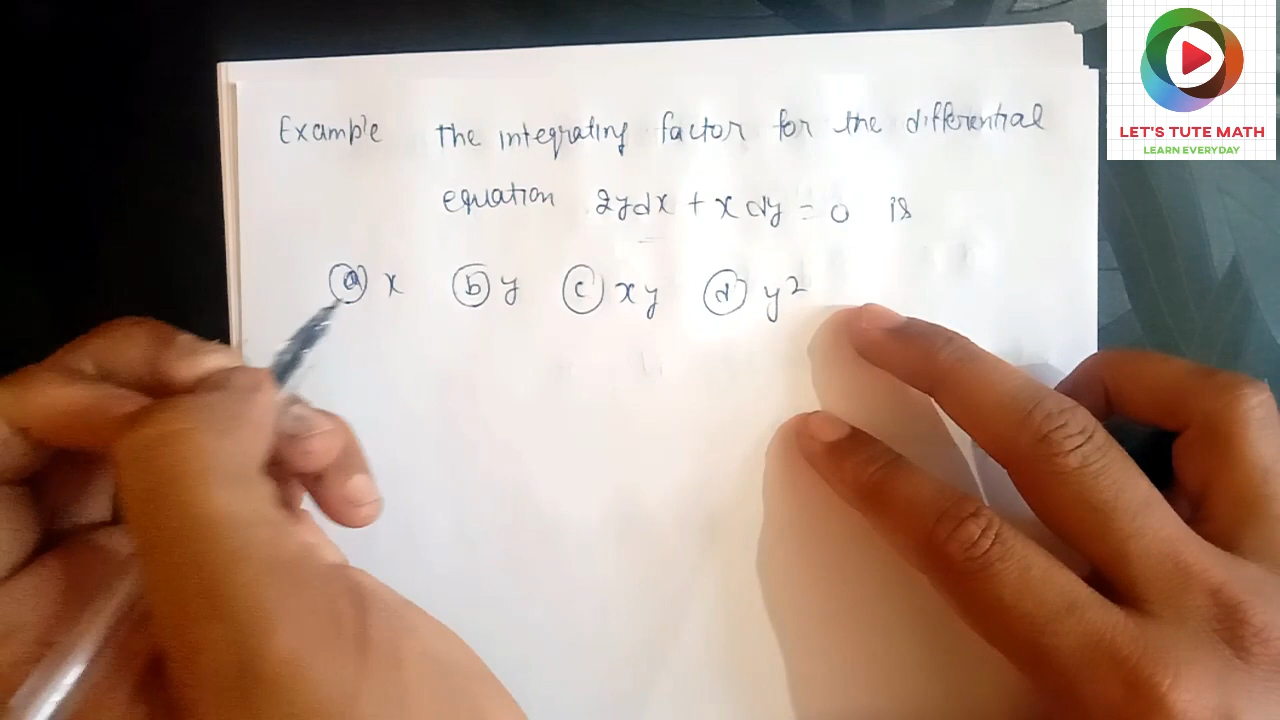 Example The integrating factor for the differential
equation 2ydx + x dy = 0 is
(a) x (b) y (c) xy (d) y²
LET'S TUTE MATH
LEARN EVERYDAY